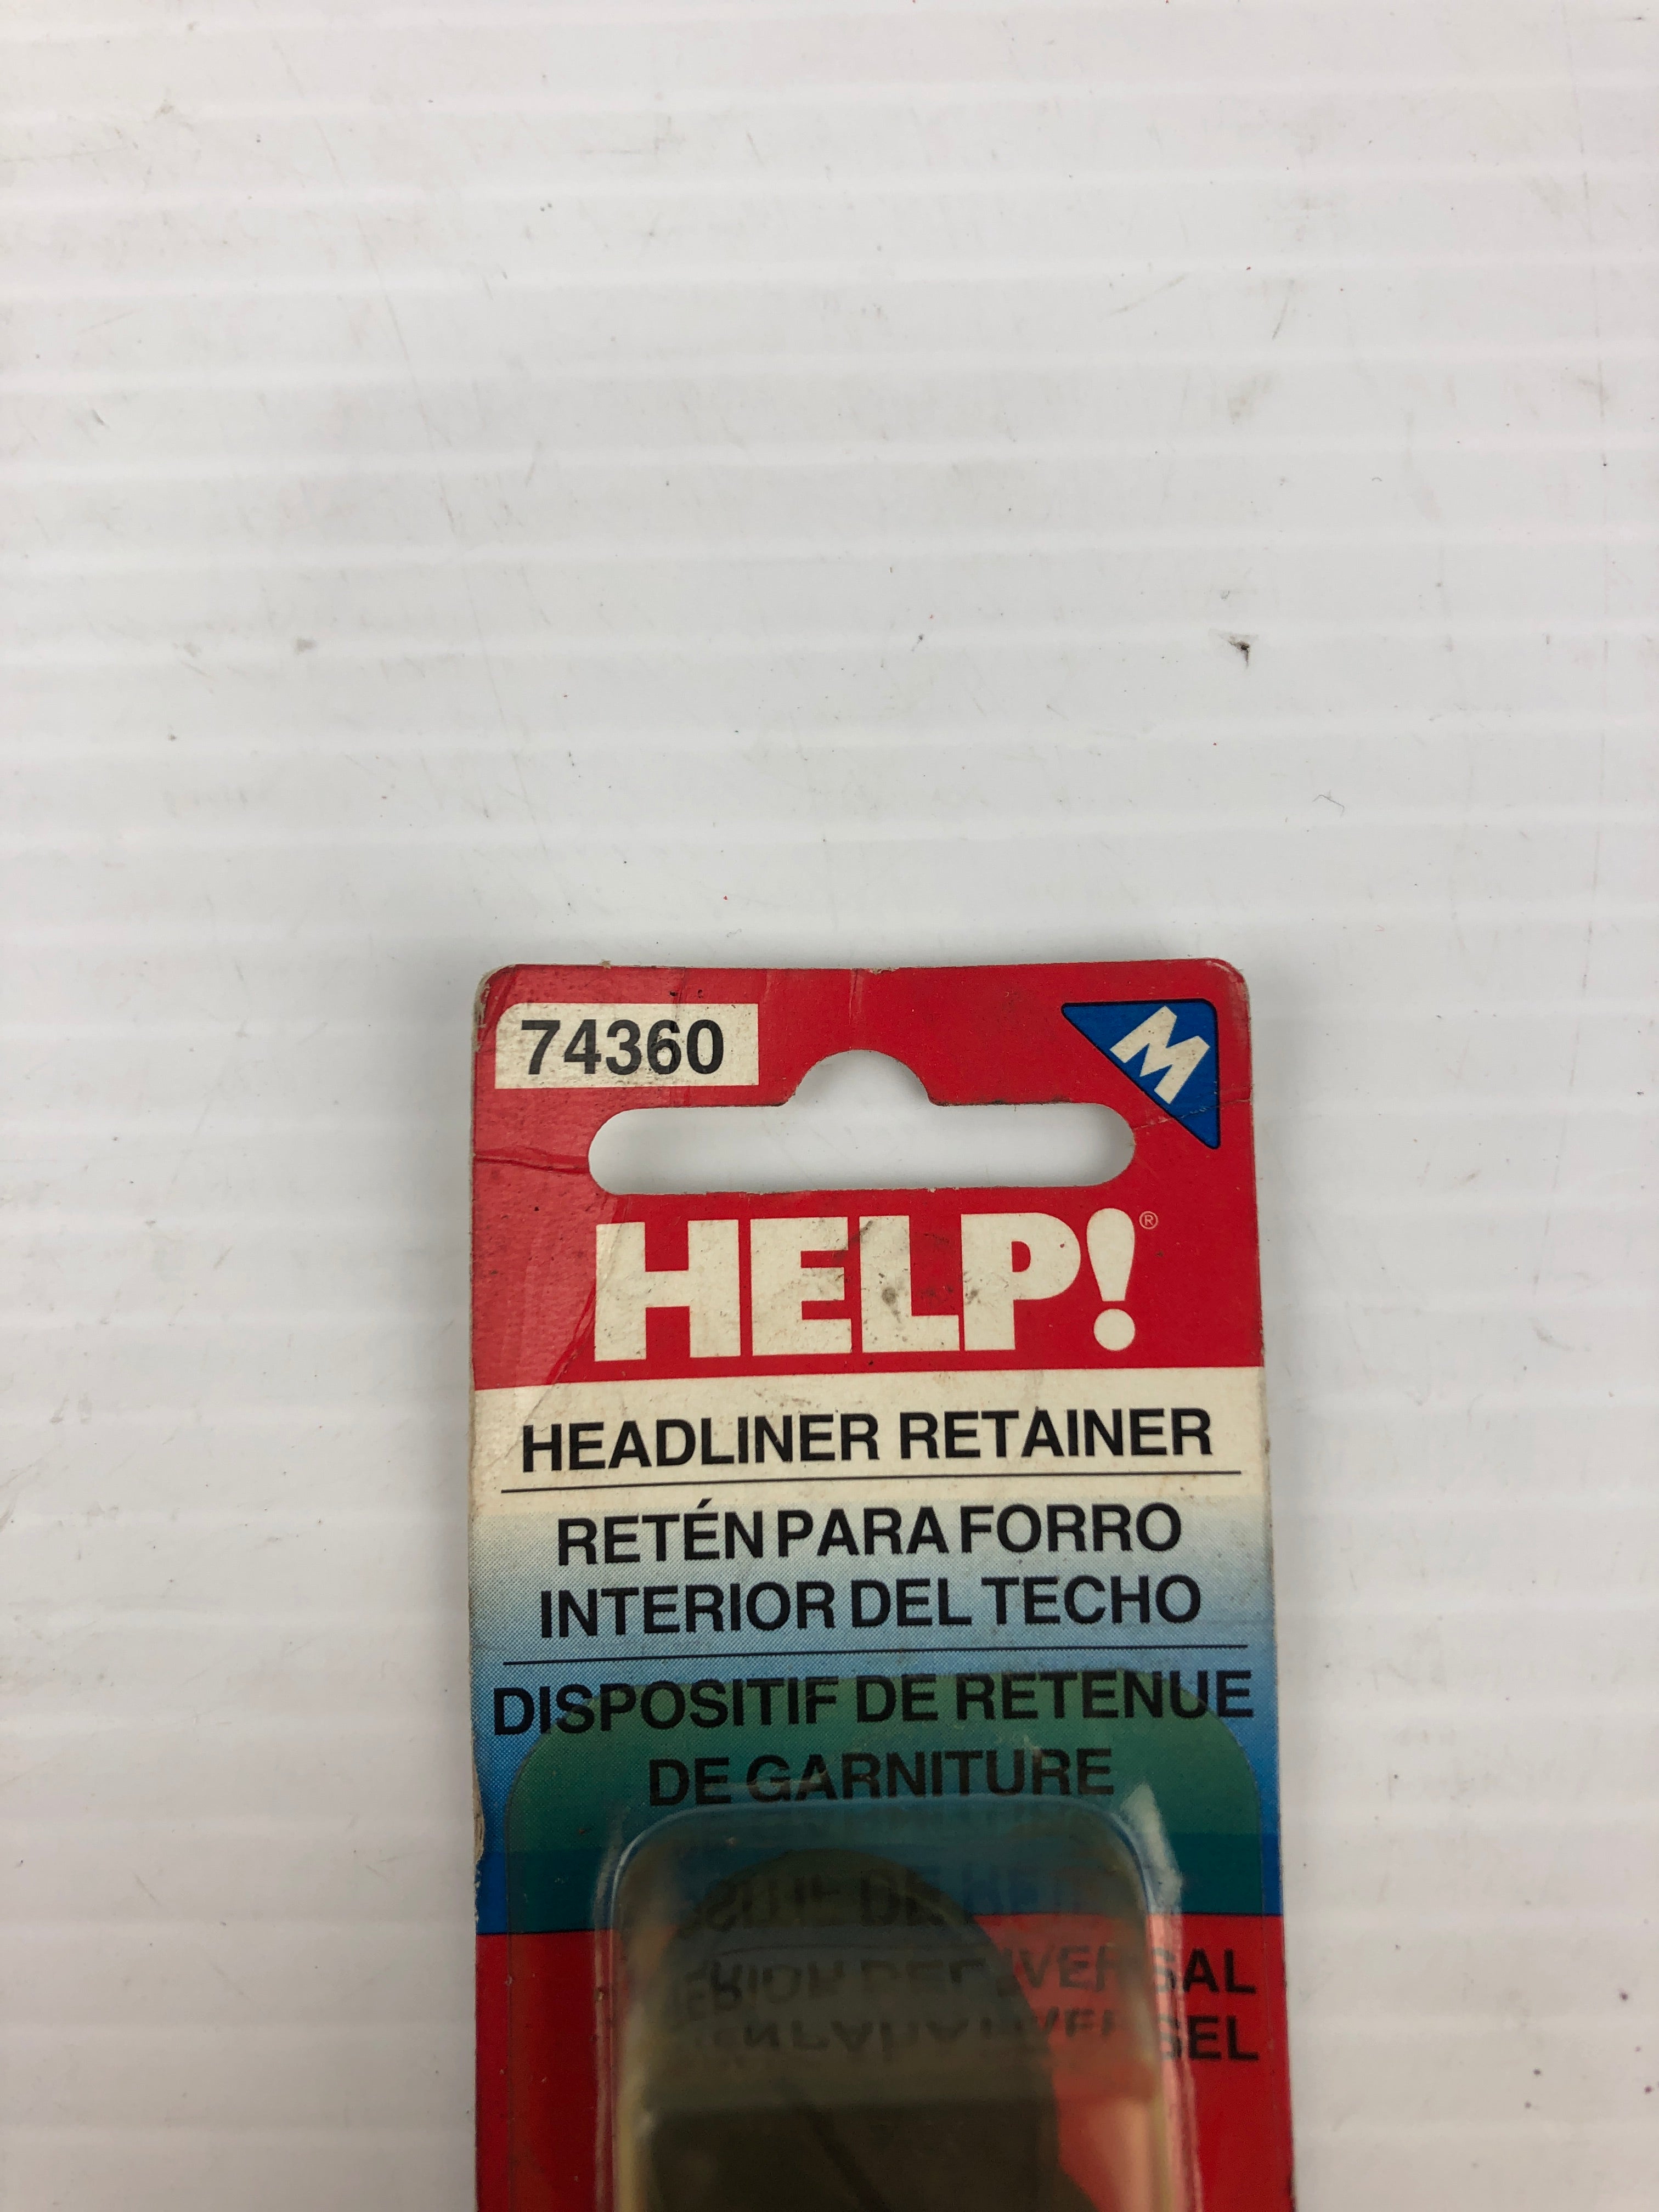 74360
M
HELP!®
HEADLINER RETAINER
RETÉN PARA FORRO
INTERIOR DEL TECHO
DISPOSITIF DE RETENUE
DE GARNITURE